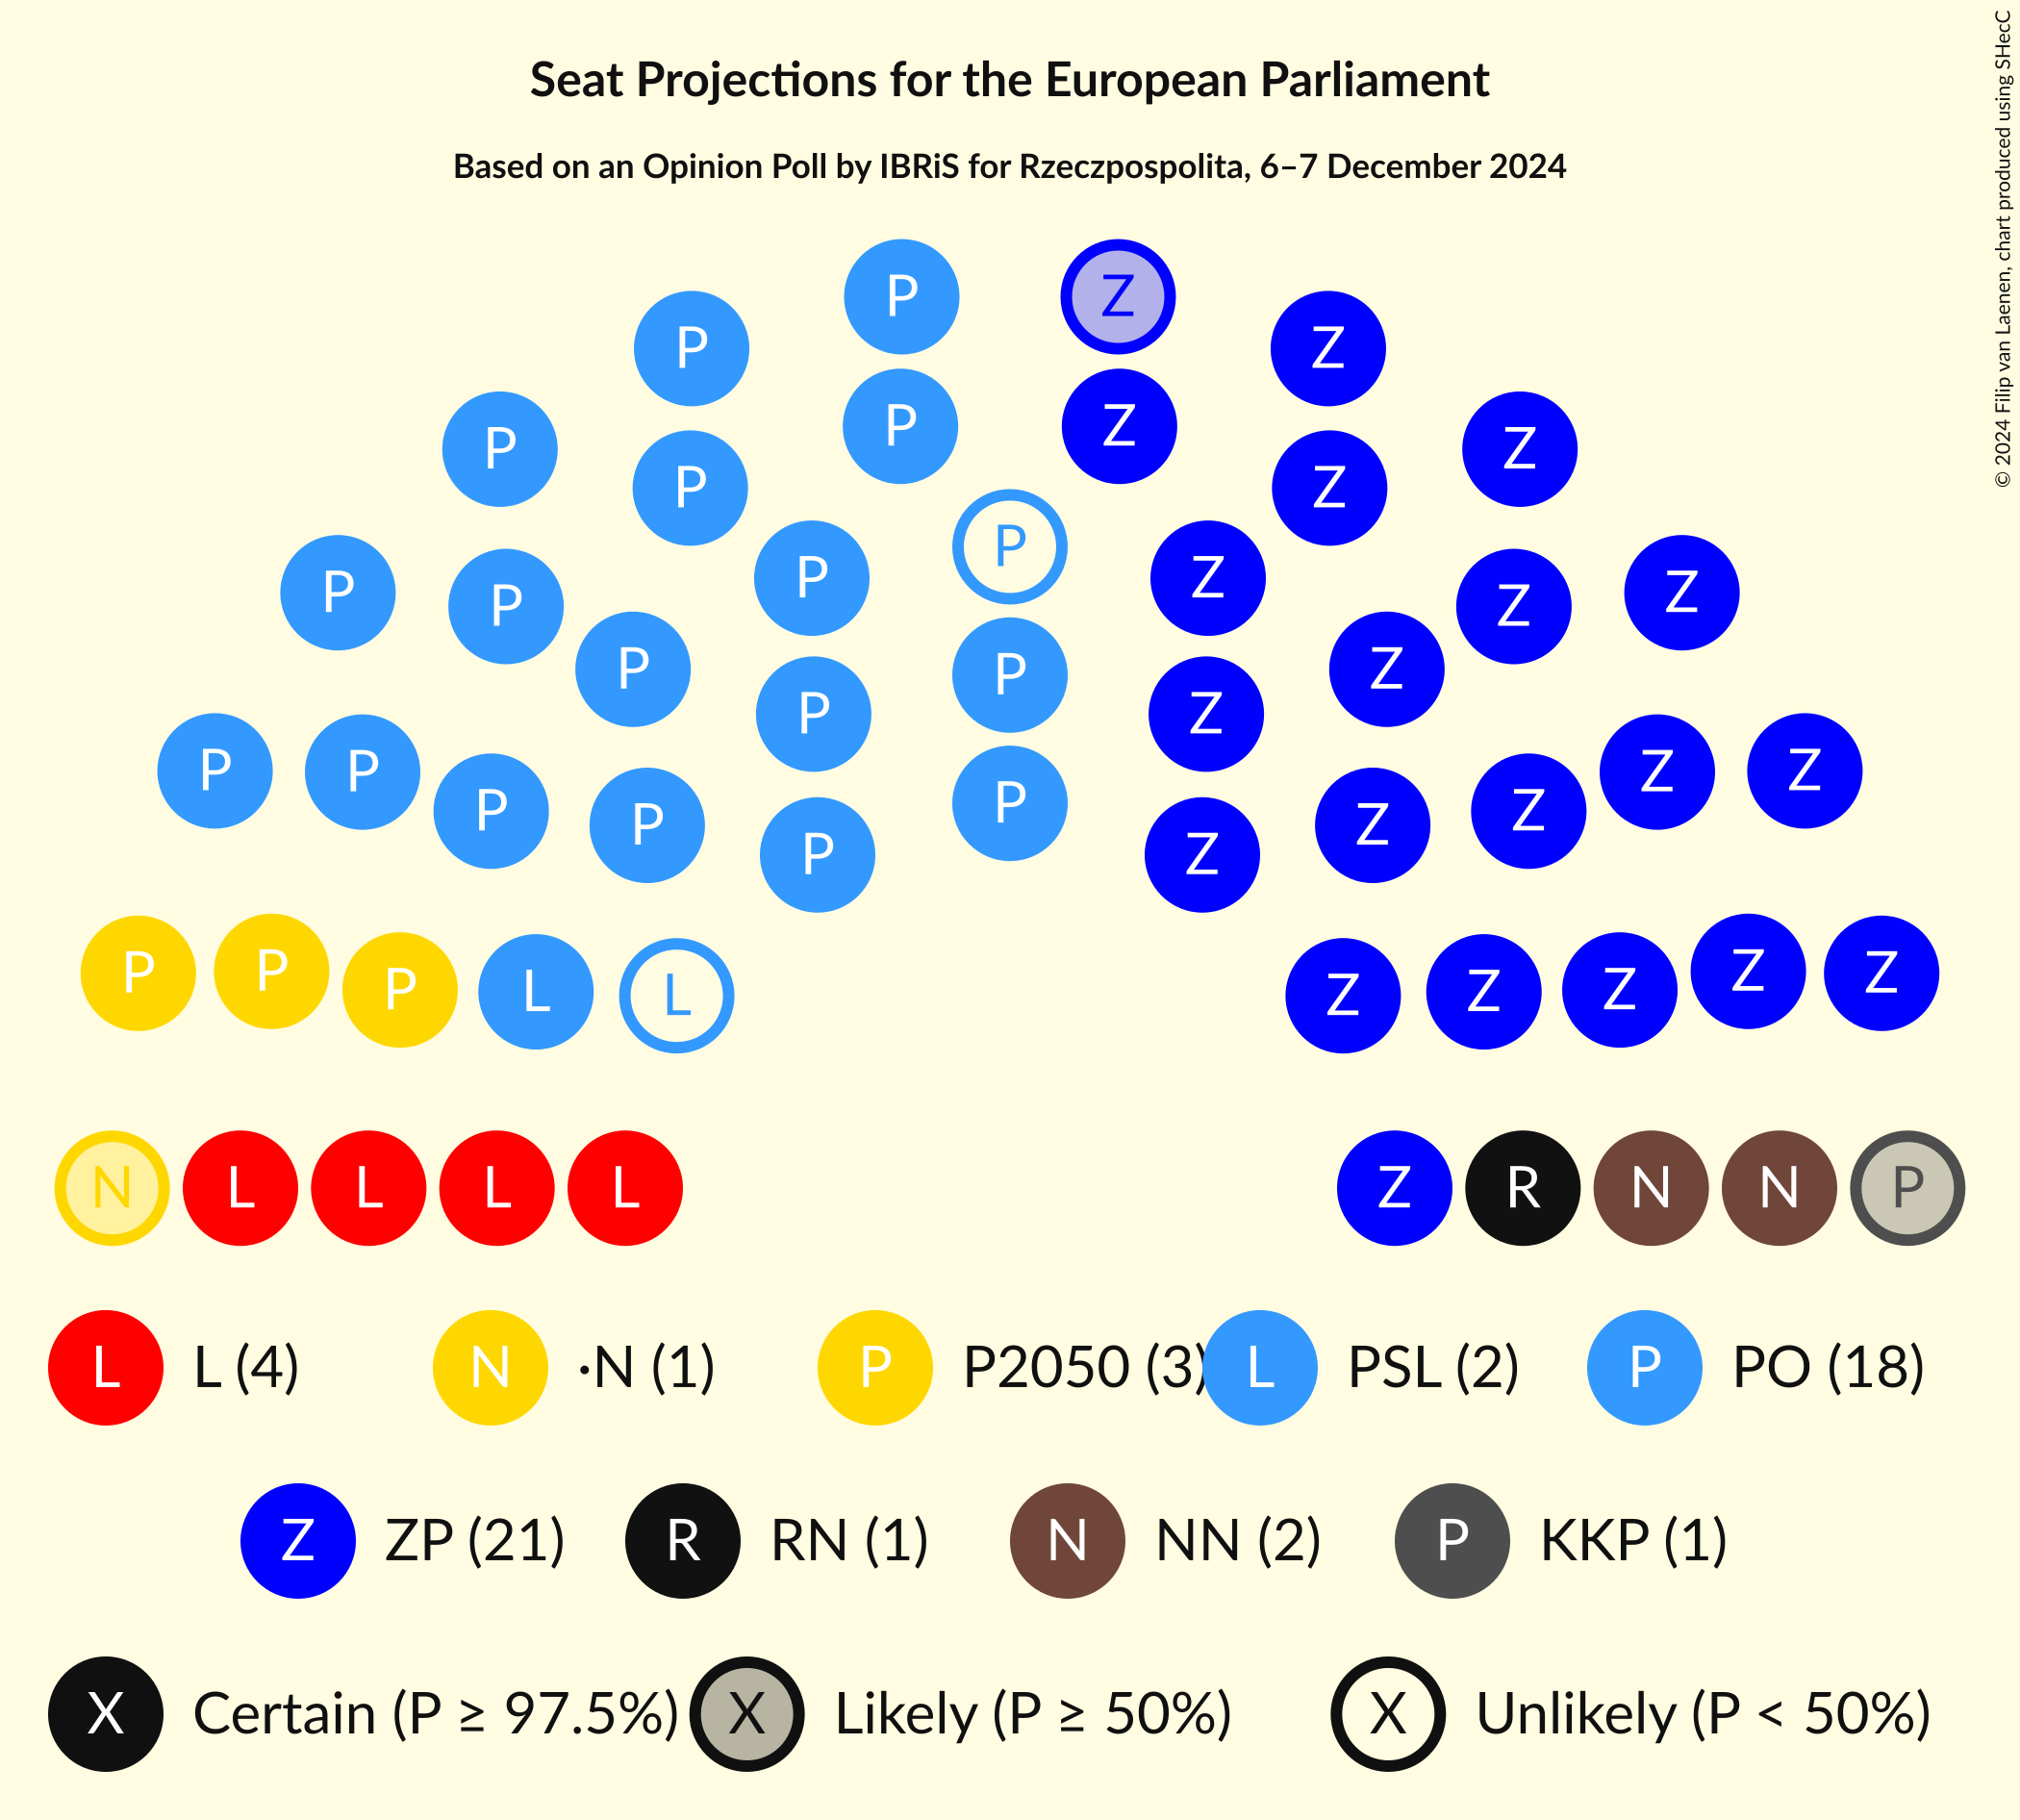 Seat Projections for the European Parliament
Based on an Opinion Poll by IBRiS for Rzeczpospolita, 6–7 December 2024
© 2024 Filip van Laenen, chart produced using SHecC
P Z
P Z
P Z
P Z
P Z
P
P Z
P Z
P Z
P Z
P
P Z
P Z
P Z
P
P Z
P Z
P Z
P Z
P Z
P P P L L Z Z Z Z Z
N L L L L Z R N N P
L L (4) N ·N (1) P P2050 (3) L PSL (2) P PO (18)
Z ZP (21) R RN (1) N NN (2) P KKP (1)
X Certain (P ≥ 97.5%) X Likely (P ≥ 50%) X Unlikely (P < 50%)